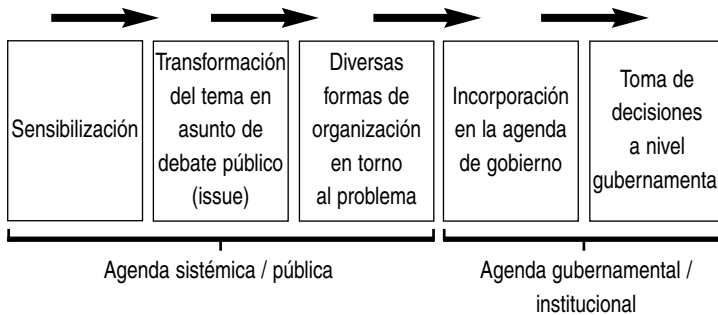 Sensibilización
Transformación
del tema en
asunto de
debate público
(issue)
Diversas
formas de
organización
en torno
al problema
Incorporación
en la agenda
de gobierno
Toma de
decisiones
a nivel
gubernamenta
Agenda sistémica / pública
Agenda gubernamental /
institucional